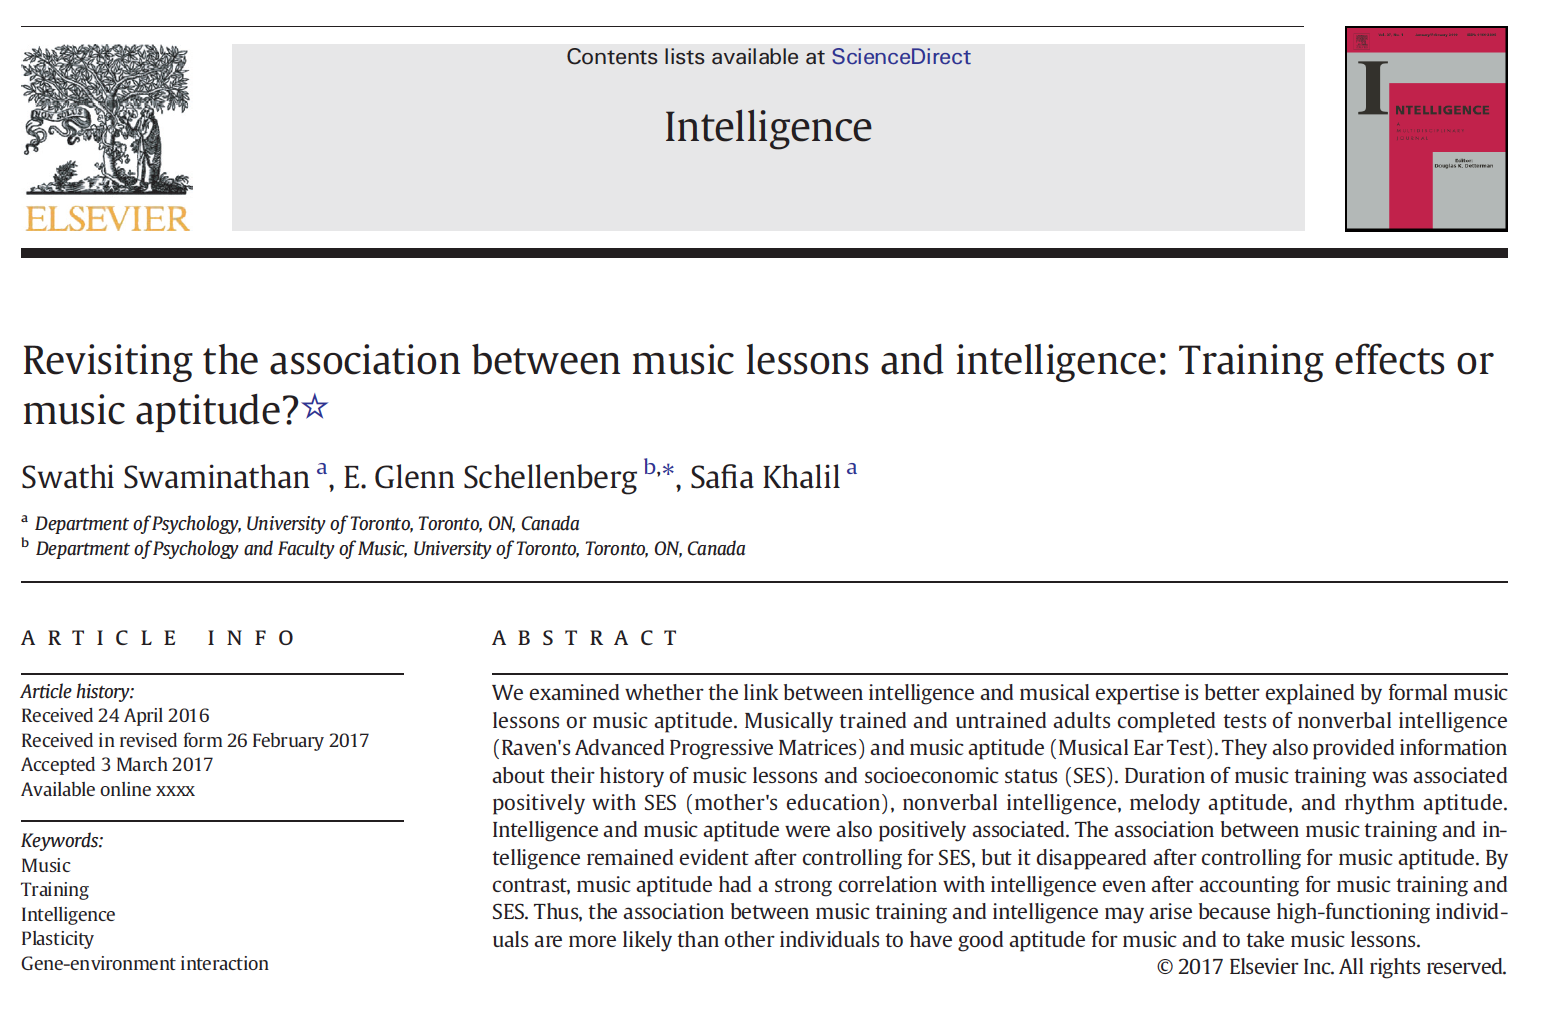 Contents lists available at ScienceDirect
Intelligence
NON SOLUS
ELSEVIER
INTELLIGENCE
A
MULTIDISCIPLINARY
JOURNAL
Editor:
Douglas K. Detterman
Revisiting the association between music lessons and intelligence: Training effects or
music aptitude?☆
Swathi Swaminathan a, E. Glenn Schellenberg b,*, Safia Khalil a
a Department of Psychology, University of Toronto, Toronto, ON, Canada
b Department of Psychology and Faculty of Music, University of Toronto, Toronto, ON, Canada
ARTICLE INFO
Article history:
Received 24 April 2016
Received in revised form 26 February 2017
Accepted 3 March 2017
Available online xxxx
Keywords:
Music
Training
Intelligence
Plasticity
Gene-environment interaction
ABSTRACT
We examined whether the link between intelligence and musical expertise is better explained by formal music
lessons or music aptitude. Musically trained and untrained adults completed tests of nonverbal intelligence
(Raven's Advanced Progressive Matrices) and music aptitude (Musical Ear Test). They also provided information
about their history of music lessons and socioeconomic status (SES). Duration of music training was associated
positively with SES (mother's education), nonverbal intelligence, melody aptitude, and rhythm aptitude.
Intelligence and music aptitude were also positively associated. The association between music training and in-
telligence remained evident after controlling for SES, but it disappeared after controlling for music aptitude. By
contrast, music aptitude had a strong correlation with intelligence even after accounting for music training and
SES. Thus, the association between music training and intelligence may arise because high-functioning individ-
uals are more likely than other individuals to have good aptitude for music and to take music lessons.
© 2017 Elsevier Inc. All rights reserved.